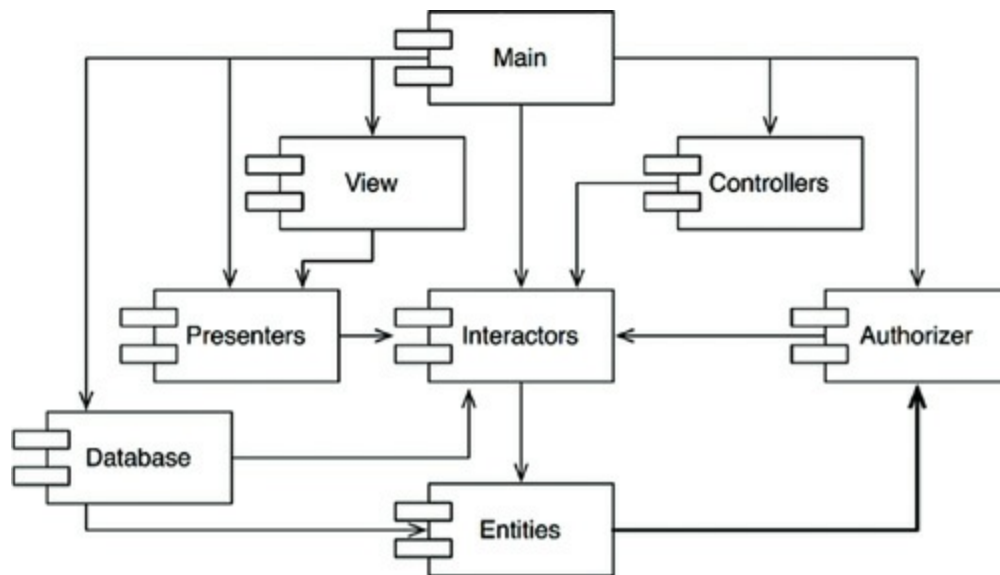 Main
View
Controllers
Presenters
Interactors
Authorizer
Database
Entities